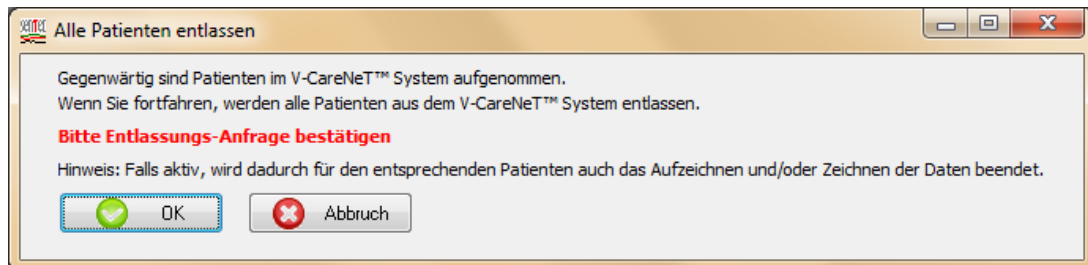 Alle Patienten entlassen
Gegenwärtig sind Patienten im V-CareNeT™ System aufgenommen.
Wenn Sie fortfahren, werden alle Patienten aus dem V-CareNeT™ System entlassen.
Bitte Entlassungs-Anfrage bestätigen
Hinweis: Falls aktiv, wird dadurch für den entsprechenden Patienten auch das Aufzeichnen und/oder Zeichnen der Daten beendet.
OK
Abbruch